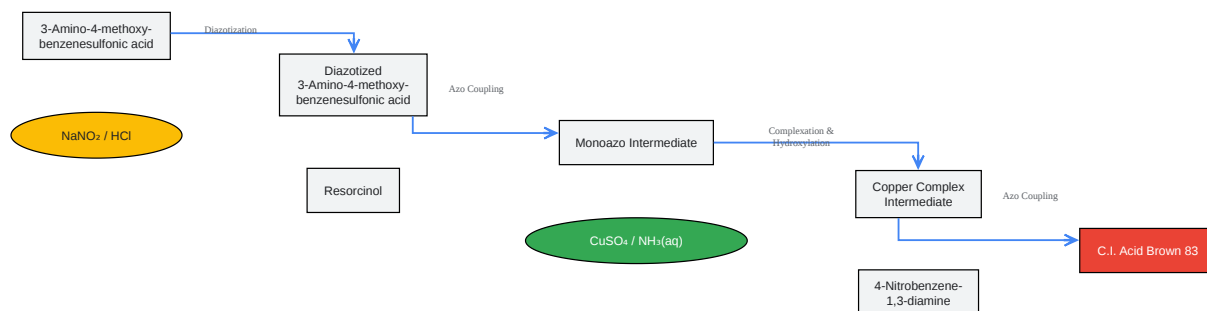 3-Amino-4-methoxy-
benzenesulfonic acid
Diazotization
Diazotized
3-Amino-4-methoxy-
benzenesulfonic acid
Azo Coupling
NaNO₂ / HCl
Monoazo Intermediate
Complexation &
Hydroxylation
Resorcinol
Copper Complex
Intermediate
Azo Coupling
CuSO₄ / NH₃(aq)
C.I. Acid Brown 83
4-Nitrobenzene-
1,3-diamine